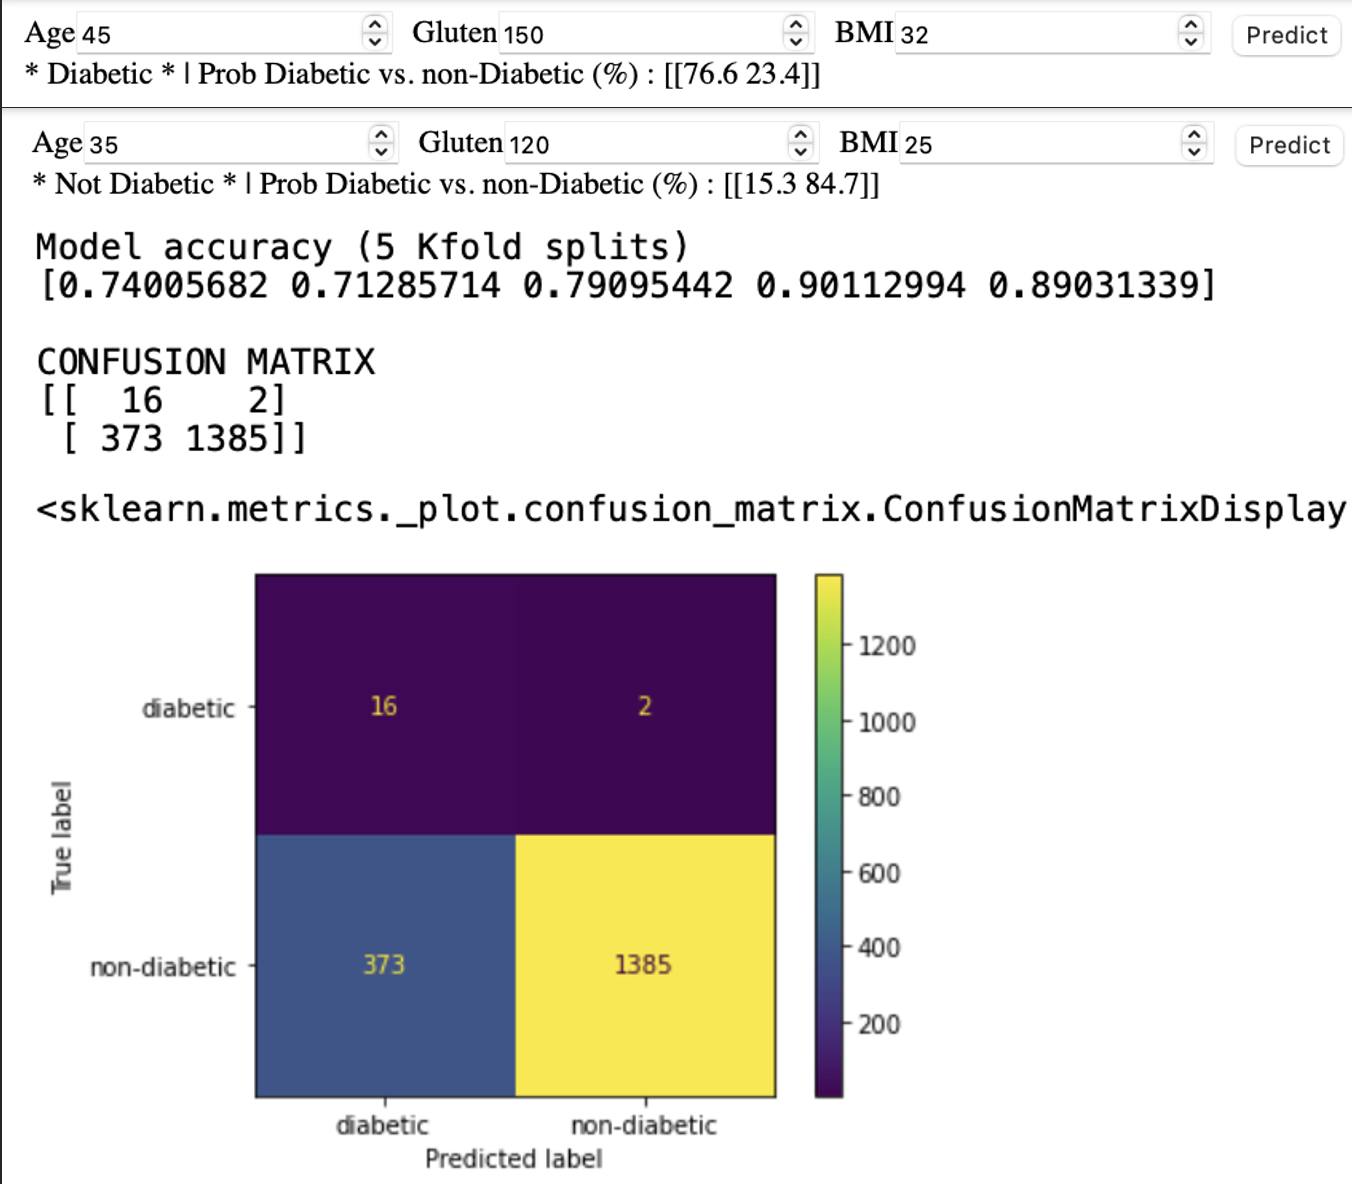 Age 45 Gluten 150 BMI 32 Predict
* Diabetic * | Prob Diabetic vs. non-Diabetic (%) : [[76.6 23.4]]
Age 35 Gluten 120 BMI 25 Predict
* Not Diabetic * | Prob Diabetic vs. non-Diabetic (%) : [[15.3 84.7]]
Model accuracy (5 Kfold splits)
[0.74005682 0.71285714 0.79095442 0.90112994 0.89031339]
CONFUSION MATRIX
[[ 16 2]
[ 373 1385]]
<sklearn.metrics._plot.confusion_matrix.ConfusionMatrixDisplay
1200
1000
diabetic 16 2
800
True label
600
400
non-diabetic 373 1385
200
diabetic non-diabetic
Predicted label